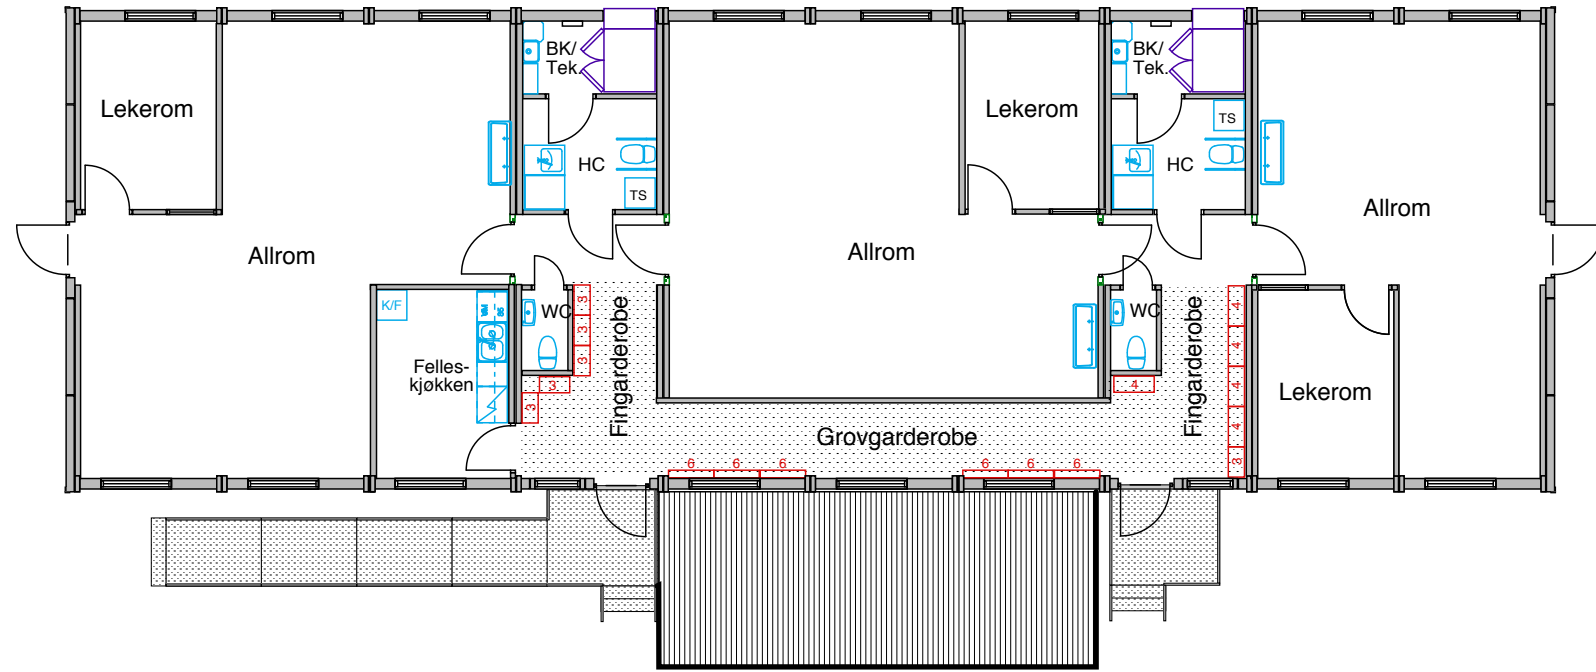 Lekerom
BK/
Tek.
HC
TS
Lekerom
BK/
Tek.
TS
HC
Allrom
Allrom
Allrom
K/F
VM
Felles-
kjøkken
WC
3
3
3
3
3
Fingarderobe
WC
4
Fingarderobe
4
4
4
4
3
Lekerom
Grovgarderobe
6
6
6
6
6
6